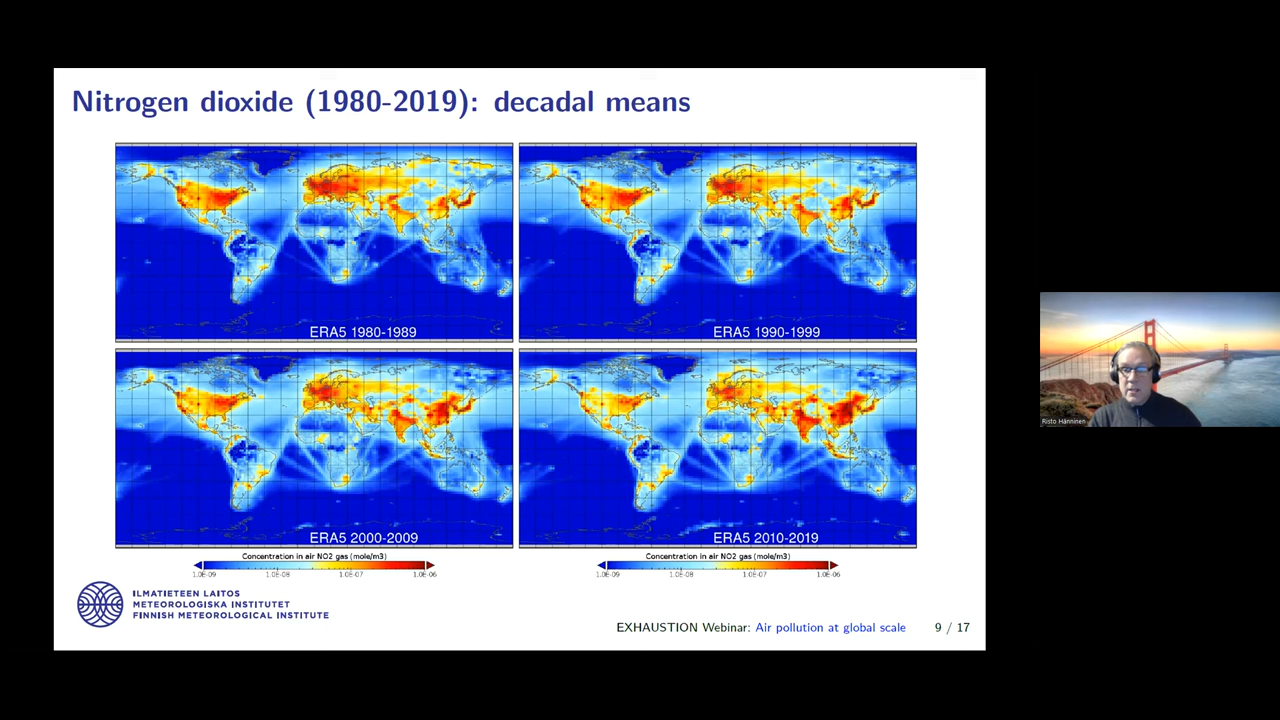 Nitrogen dioxide (1980-2019): decadal means
ERA5 1980-1989
ERA5 1990-1999
ERA5 2000-2009
ERA5 2010-2019
Concentration in air NO2 gas (mole/m3)
1.0E-09 1.0E-08 1.0E-07 1.0E-06
Concentration in air NO2 gas (mole/m3)
1.0E-09 1.0E-08 1.0E-07 1.0E-06
ILMATIETEEN LAITOS
METEOROLOGISKA INSTITUTET
FINNISH METEOROLOGICAL INSTITUTE
EXHAUSTION Webinar: Air pollution at global scale 9 / 17
Risto Hänninen